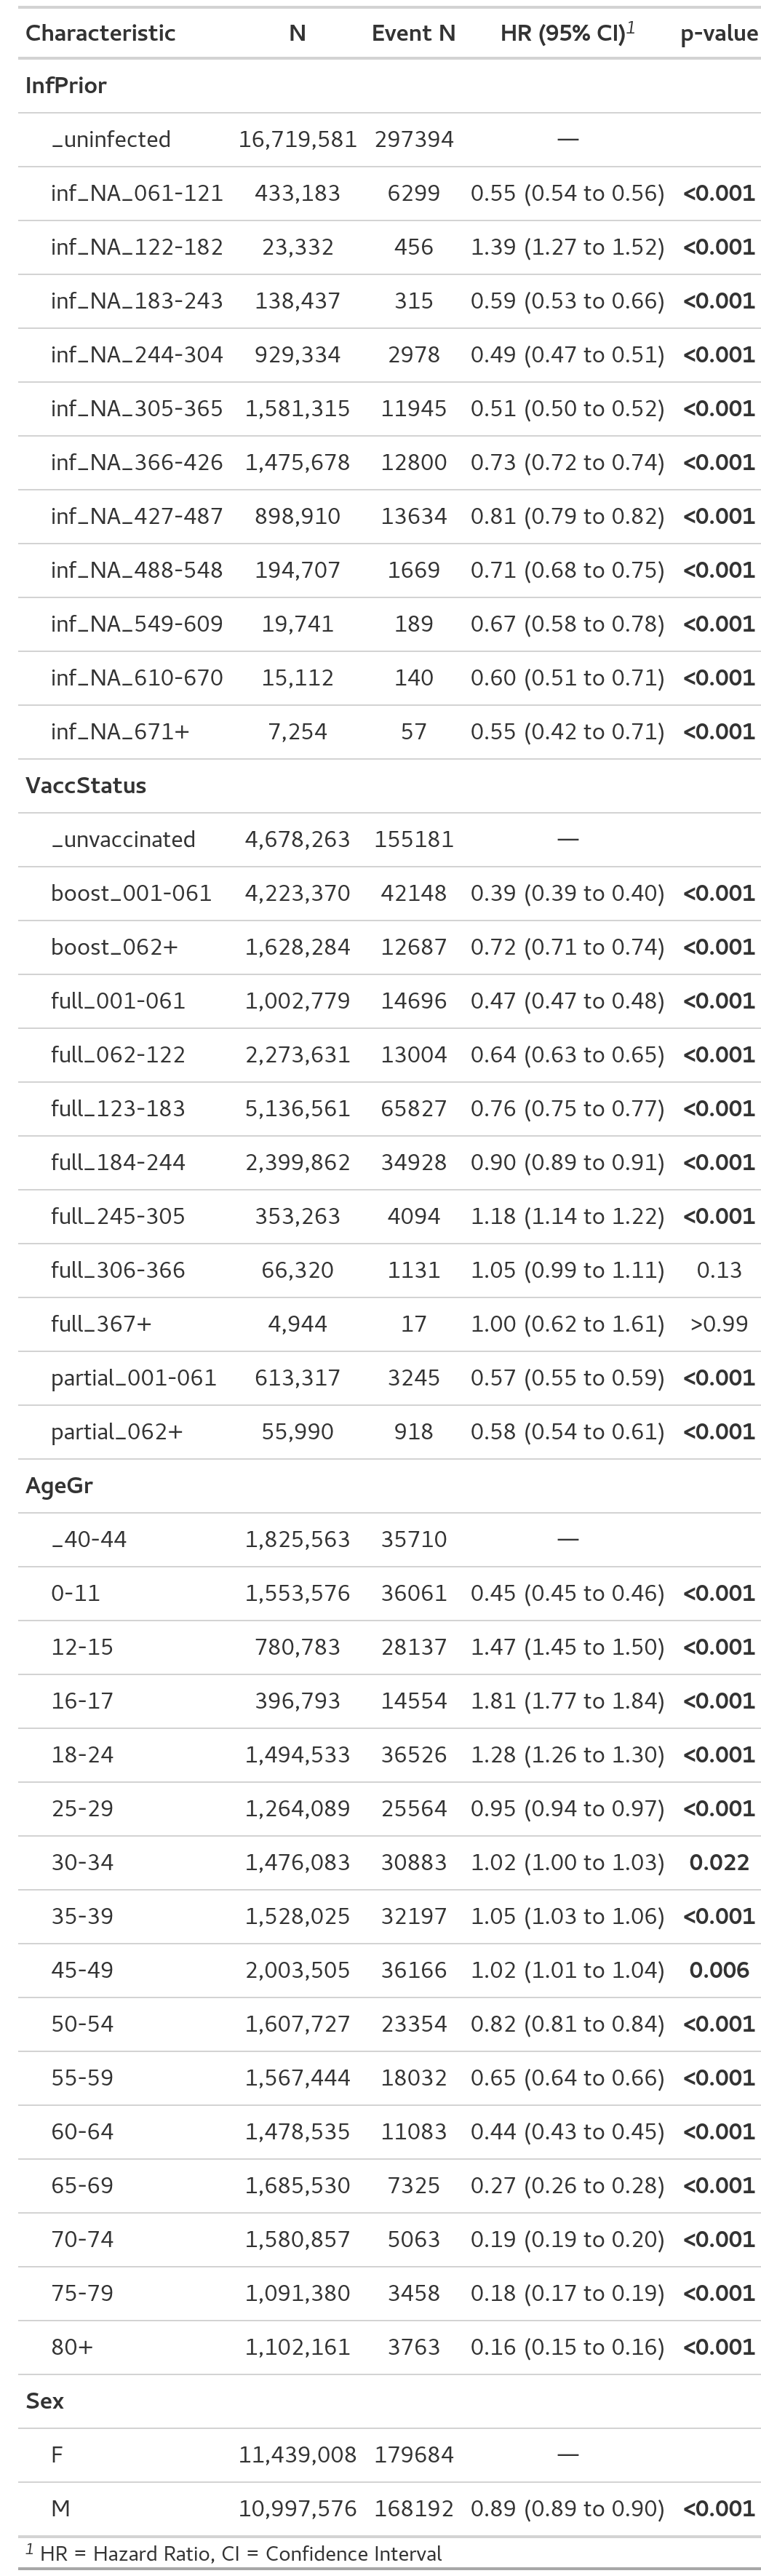 Characteristic N Event N HR (95% CI)1 p-value
InfPrior
_uninfected 16,719,581 297394 —
inf_NA_061-121 433,183 6299 0.55 (0.54 to 0.56) <0.001
inf_NA_122-182 23,332 456 1.39 (1.27 to 1.52) <0.001
inf_NA_183-243 138,437 315 0.59 (0.53 to 0.66) <0.001
inf_NA_244-304 929,334 2978 0.49 (0.47 to 0.51) <0.001
inf_NA_305-365 1,581,315 11945 0.51 (0.50 to 0.52) <0.001
inf_NA_366-426 1,475,678 12800 0.73 (0.72 to 0.74) <0.001
inf_NA_427-487 898,910 13634 0.81 (0.79 to 0.82) <0.001
inf_NA_488-548 194,707 1669 0.71 (0.68 to 0.75) <0.001
inf_NA_549-609 19,741 189 0.67 (0.58 to 0.78) <0.001
inf_NA_610-670 15,112 140 0.60 (0.51 to 0.71) <0.001
inf_NA_671+ 7,254 57 0.55 (0.42 to 0.71) <0.001
VaccStatus
_unvaccinated 4,678,263 155181 —
boost_001-061 4,223,370 42148 0.39 (0.39 to 0.40) <0.001
boost_062+ 1,628,284 12687 0.72 (0.71 to 0.74) <0.001
full_001-061 1,002,779 14696 0.47 (0.47 to 0.48) <0.001
full_062-122 2,273,631 13004 0.64 (0.63 to 0.65) <0.001
full_123-183 5,136,561 65827 0.76 (0.75 to 0.77) <0.001
full_184-244 2,399,862 34928 0.90 (0.89 to 0.91) <0.001
full_245-305 353,263 4094 1.18 (1.14 to 1.22) <0.001
full_306-366 66,320 1131 1.05 (0.99 to 1.11) 0.13
full_367+ 4,944 17 1.00 (0.62 to 1.61) >0.99
partial_001-061 613,317 3245 0.57 (0.55 to 0.59) <0.001
partial_062+ 55,990 918 0.58 (0.54 to 0.61) <0.001
AgeGr
_40-44 1,825,563 35710 —
0-11 1,553,576 36061 0.45 (0.45 to 0.46) <0.001
12-15 780,783 28137 1.47 (1.45 to 1.50) <0.001
16-17 396,793 14554 1.81 (1.77 to 1.84) <0.001
18-24 1,494,533 36526 1.28 (1.26 to 1.30) <0.001
25-29 1,264,089 25564 0.95 (0.94 to 0.97) <0.001
30-34 1,476,083 30883 1.02 (1.00 to 1.03) 0.022
35-39 1,528,025 32197 1.05 (1.03 to 1.06) <0.001
45-49 2,003,505 36166 1.02 (1.01 to 1.04) 0.006
50-54 1,607,727 23354 0.82 (0.81 to 0.84) <0.001
55-59 1,567,444 18032 0.65 (0.64 to 0.66) <0.001
60-64 1,478,535 11083 0.44 (0.43 to 0.45) <0.001
65-69 1,685,530 7325 0.27 (0.26 to 0.28) <0.001
70-74 1,580,857 5063 0.19 (0.19 to 0.20) <0.001
75-79 1,091,380 3458 0.18 (0.17 to 0.19) <0.001
80+ 1,102,161 3763 0.16 (0.15 to 0.16) <0.001
Sex
F 11,439,008 179684 —
M 10,997,576 168192 0.89 (0.89 to 0.90) <0.001
1 HR = Hazard Ratio, CI = Confidence Interval